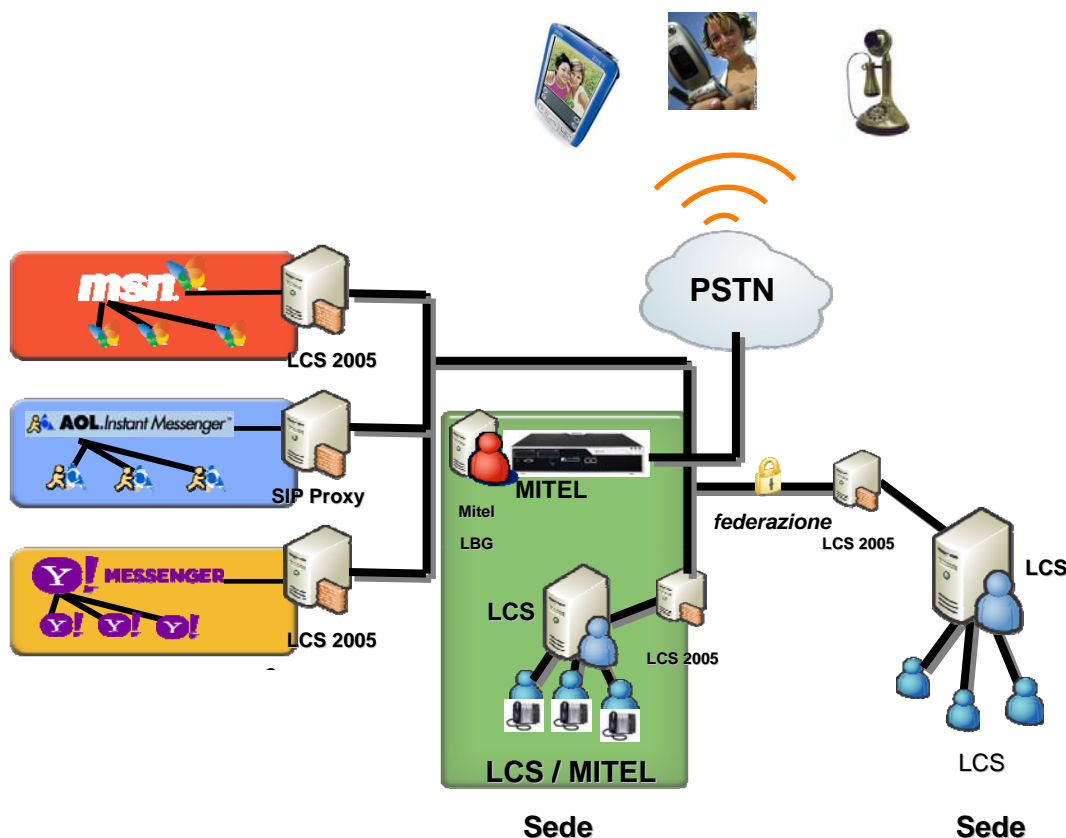 PSTN
msn
LCS 2005
AOL Instant Messenger™
SIP Proxy
Y! MESSENGER
Y! Y! Y!
LCS 2005
MITEL
Mitel
LBG
LCS
LCS 2005
LCS / MITEL
Sede
federazione
LCS 2005
LCS
LCS
Sede